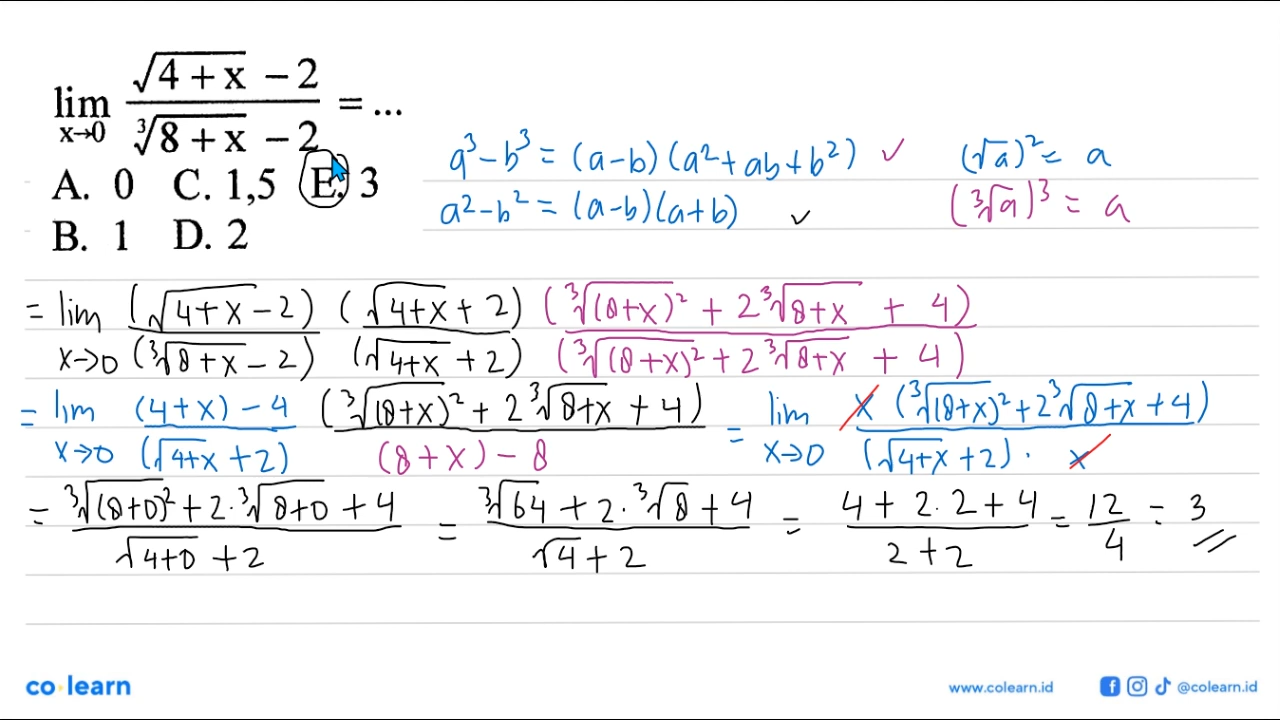 lim x→0 (√(4 + x) − 2)/(∛(8 + x) − 2) = ...
A. 0 C. 1,5 E. 3
B. 1 D. 2
a³ − b³ = (a−b) (a² + ab + b²) ✓ (√a)² = a
a² − b² = (a−b)(a+b) ✓ (∛a)³ = a
= lim x→0 (√(4+x) − 2)/(∛(8+x) − 2) (√(4+x) + 2)/(√(4+x) + 2) (∛(8+x)² + 2∛(8+x) + 4)/(∛(8+x)² + 2∛(8+x) + 4)
= lim x→0 ((4+x) − 4)/(√(4+x) + 2) (∛(8+x)² + 2∛(8+x) + 4)/((8+x) − 8) = lim x→0 x (∛(8+x)² + 2∛(8+x) + 4)/((√(4+x) + 2) · x)
= (∛(8+0)² + 2·∛(8+0) + 4)/(√(4+0) + 2) = (∛64 + 2·∛8 + 4)/(√4 + 2) = (4 + 2.2 + 4)/(2 + 2) = 12/4 = 3
co learn www.colearn.id @colearn.id